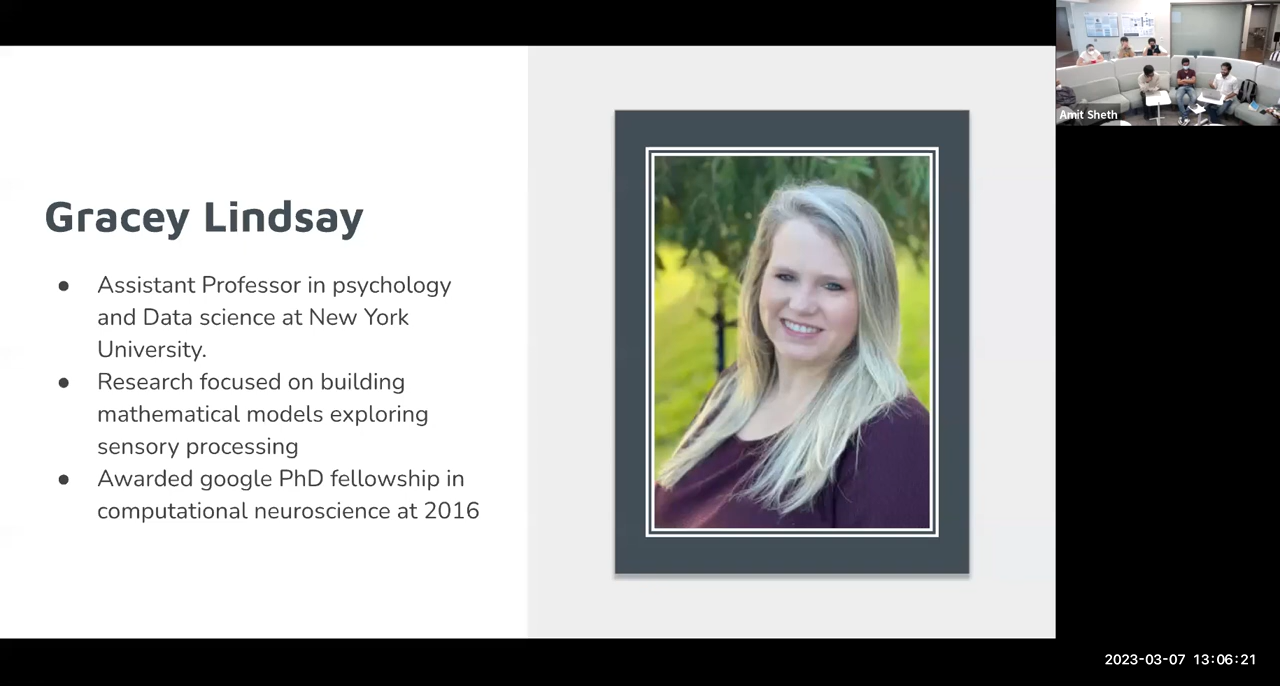 Gracey Lindsay
● Assistant Professor in psychology
and Data science at New York
University.
● Research focused on building
mathematical models exploring
sensory processing
● Awarded google PhD fellowship in
computational neuroscience at 2016
Amit Sheth
2023-03-07 13:06:21